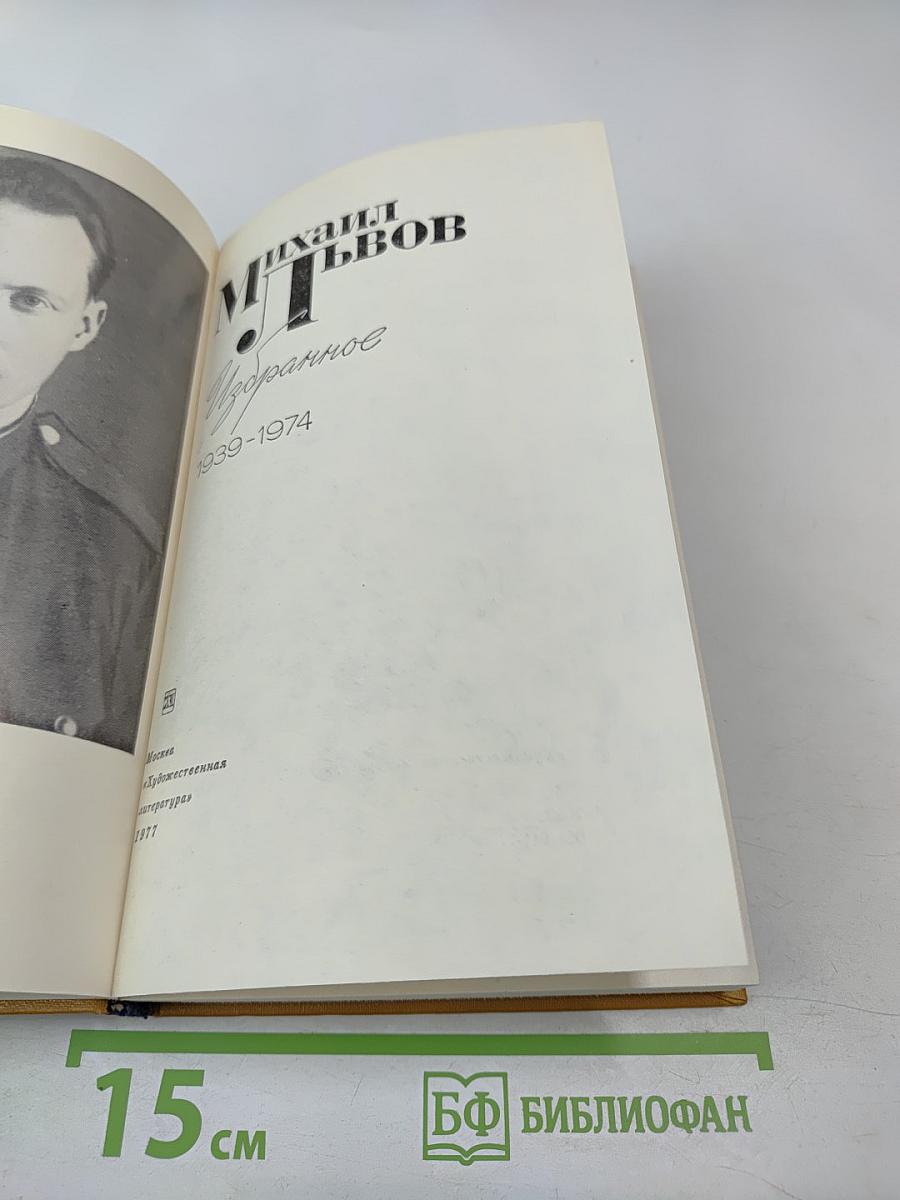 Михаил
Львов
Избранное
1939-1974
Москва
«Художественная
литература»
1977
15 см
БФ БИБЛИОФАН